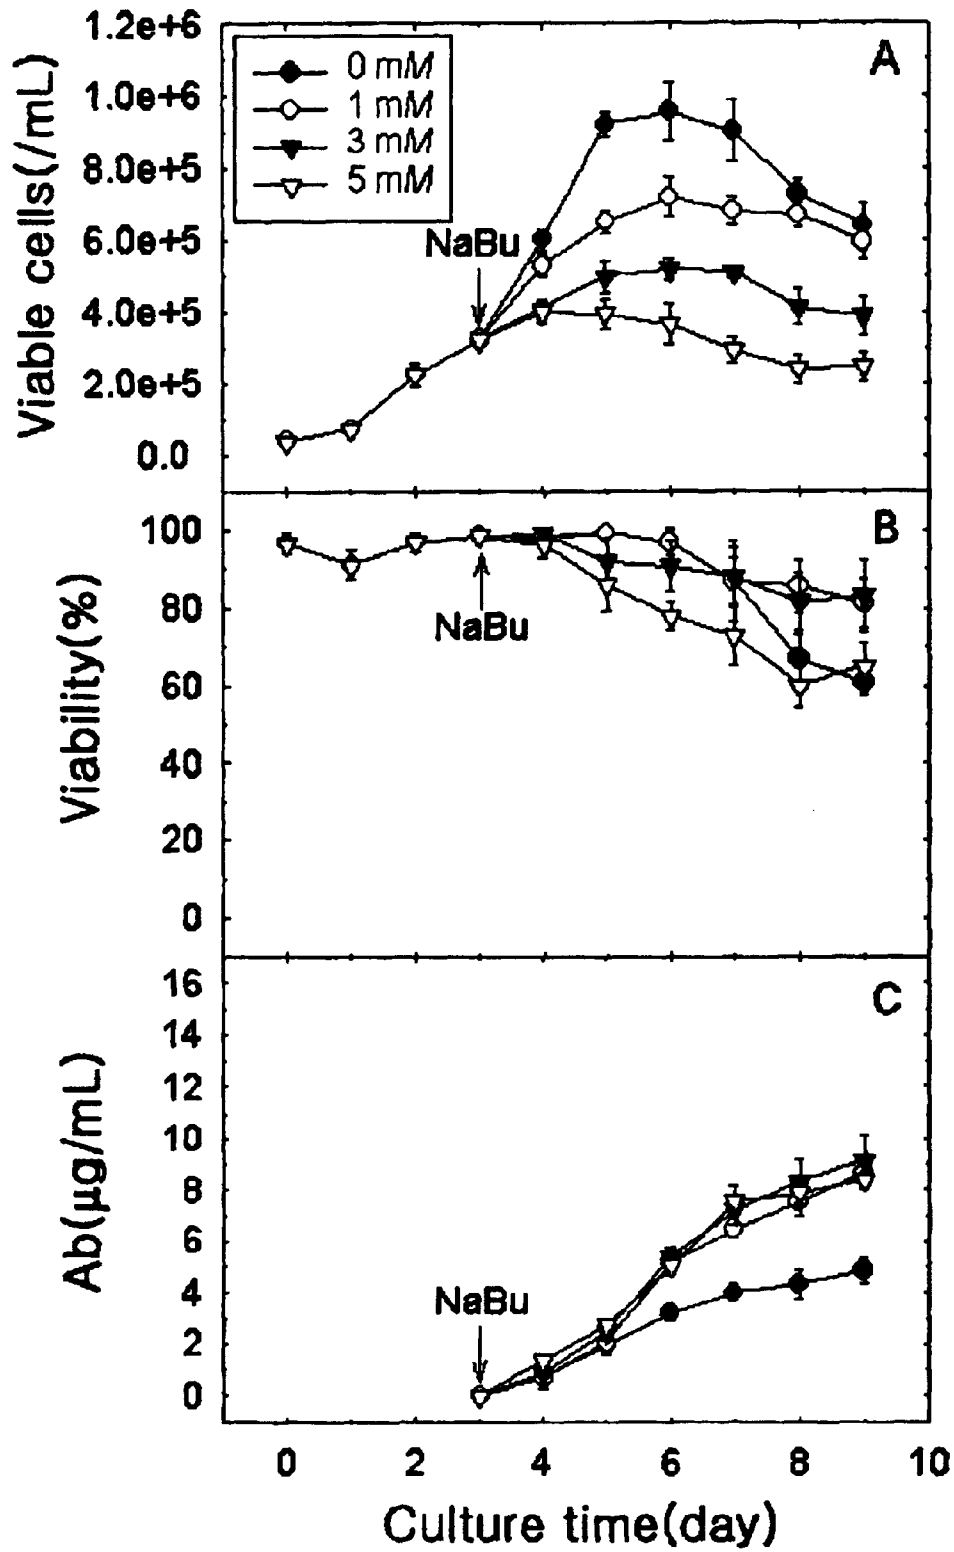 1.2e+6
1.0e+6
8.0e+5
6.0e+5
4.0e+5
2.0e+5
0.0
Viable cells(/mL)
0 mM
1 mM
3 mM
5 mM
A
NaBu
100
80
60
40
20
0
Viability(%)
B
NaBu
16
14
12
10
8
6
4
2
0
Ab(μg/mL)
C
NaBu
0 2 4 6 8 10
Culture time(day)